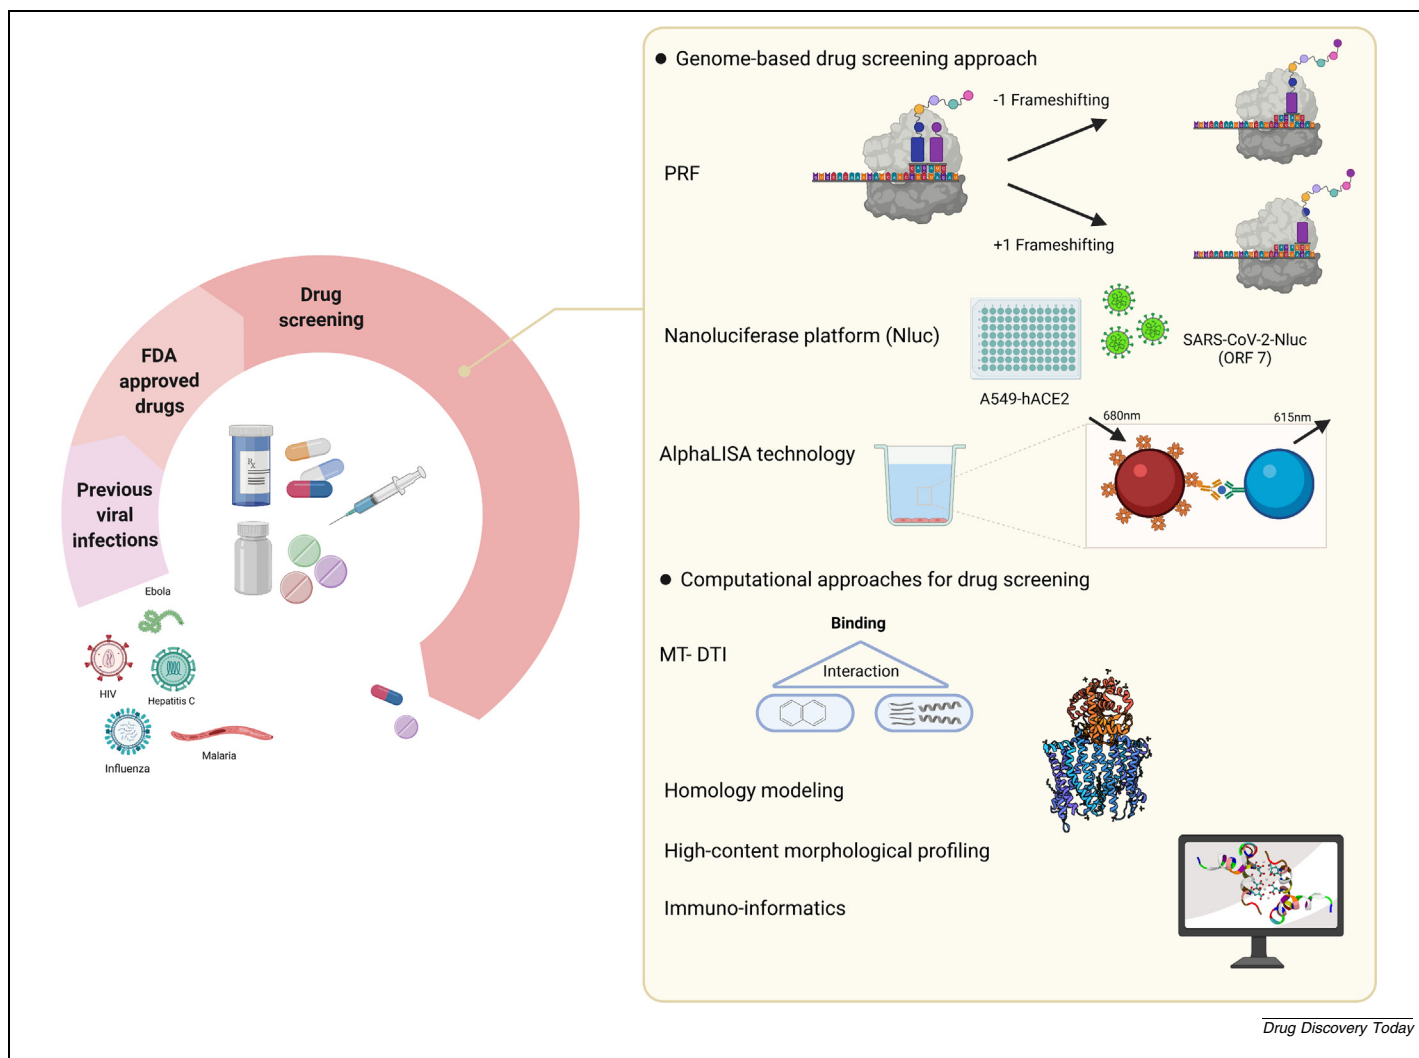 Drug
screening
FDA
approved
drugs
Previous
viral
infections
Rx
Ebola
HIV
Hepatitis C
Influenza
Malaria
● Genome-based drug screening approach
PRF
-1 Frameshifting
+1 Frameshifting
Nanoluciferase platform (Nluc)
A549-hACE2
SARS-CoV-2-Nluc
(ORF 7)
AlphaLISA technology
680nm
615nm
● Computational approaches for drug screening
MT- DTI
Binding
Interaction
Homology modeling
High-content morphological profiling
Immuno-informatics
Drug Discovery Today